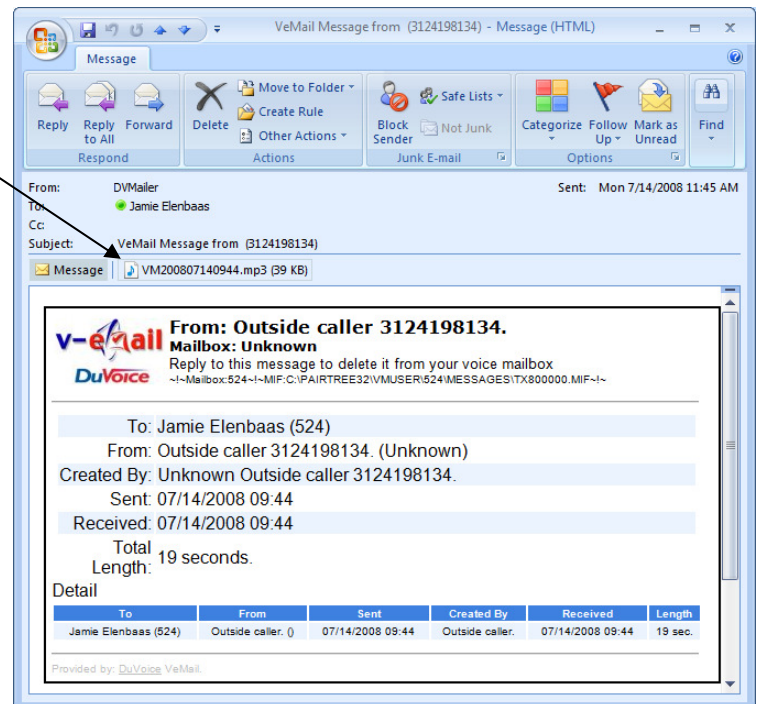 VeMail Message from (3124198134) - Message (HTML)
Message
Reply
Reply to All
Forward
Respond
Delete
Move to Folder
Create Rule
Other Actions
Actions
Block Sender
Safe Lists
Not Junk
Junk E-mail
Categorize
Follow Up
Mark as Unread
Options
Find
From: DVMailer Sent: Mon 7/14/2008 11:45 AM
To: Jamie Elenbaas
Cc:
Subject: VeMail Message from (3124198134)
Message VM200807140944.mp3 (39 KB)
v-email
DuVoice
From: Outside caller 3124198134.
Mailbox: Unknown
Reply to this message to delete it from your voice mailbox
~!~Mailbox:524~!~MIF:C:\PAIRTREE32\VMUSER\524\MESSAGES\TX800000.MIF~!~
To: Jamie Elenbaas (524)
From: Outside caller 3124198134. (Unknown)
Created By: Unknown Outside caller 3124198134.
Sent: 07/14/2008 09:44
Received: 07/14/2008 09:44
Total Length: 19 seconds.
Detail
To From Sent Created By Received Length
Jamie Elenbaas (524) Outside caller. () 07/14/2008 09:44 Outside caller. 07/14/2008 09:44 19 sec.
Provided by: DuVoice VeMail.